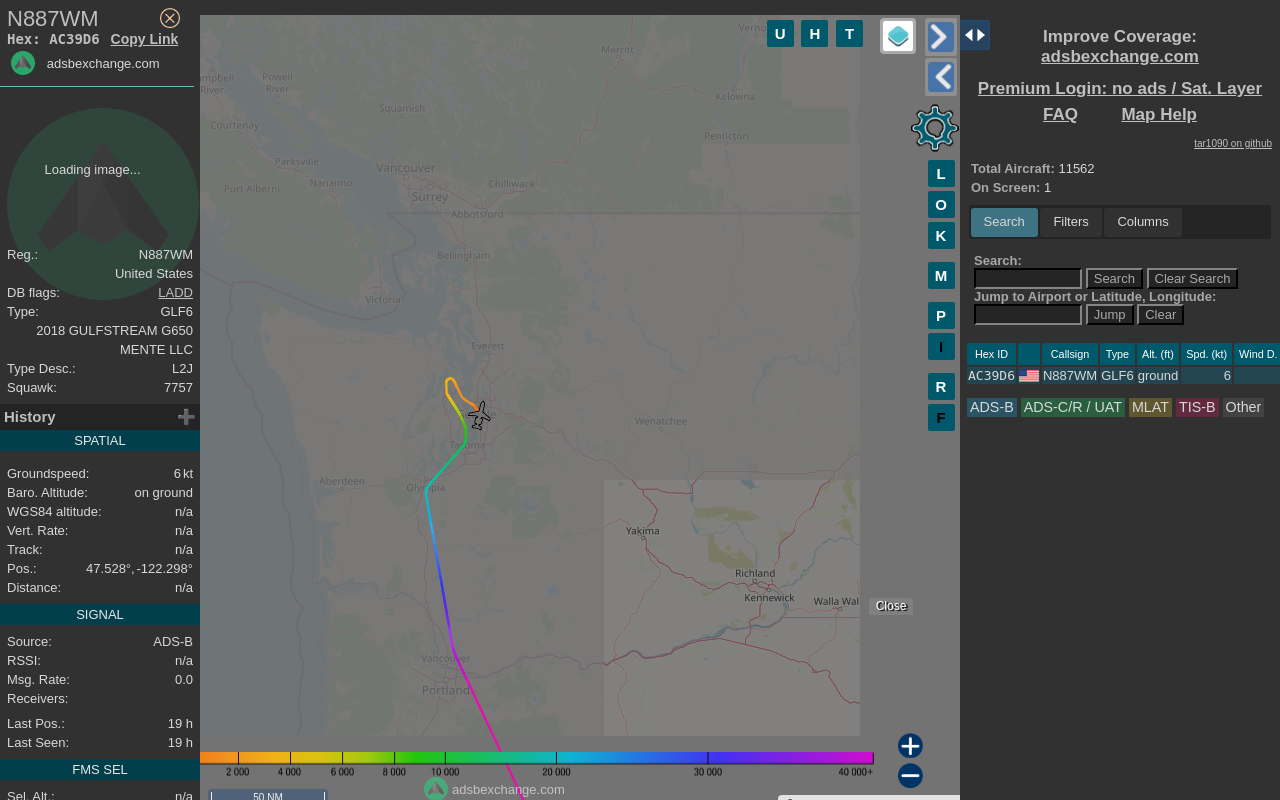 N887WM
Hex: AC39D6 Copy Link
adsbexchange.com
Loading image...
Reg.: N887WM
United States
DB flags: LADD
Type: GLF6
2018 GULFSTREAM G650
MENTE LLC
Type Desc.: L2J
Squawk: 7757
History
SPATIAL
Groundspeed: 6 kt
Baro. Altitude: on ground
WGS84 altitude: n/a
Vert. Rate: n/a
Track: n/a
Pos.: 47.528°, -122.298°
Distance: n/a
SIGNAL
Source: ADS-B
RSSI: n/a
Msg. Rate: 0.0
Receivers:
Last Pos.: 19 h
Last Seen: 19 h
FMS SEL
Sel. Alt.: n/a
U H T
Merritt
Powell
River
Squamish
Kelowna
Courtenay
Penticton
Parksville
Vancouver
Nanaimo
Port Alberni
Chilliwack
Surrey
Abbotsford
Bellingham
Victoria
Everett
Wenatchee
Tacoma
Aberdeen
Olympia
Yakima
Richland
Kennewick
Walla Wal
Close
Vancouver
Portland
L
O
K
M
P
I
R
F
2 000 4 000 6 000 8 000 10 000 20 000 30 000 40 000+
adsbexchange.com
50 NM
Improve Coverage:
adsbexchange.com
Premium Login: no ads / Sat. Layer
FAQ Map Help
tar1090 on github
Total Aircraft: 11562
On Screen: 1
Search Filters Columns
Search:
Search Clear Search
Jump to Airport or Latitude, Longitude:
Jump Clear
Hex ID Callsign Type Alt. (ft) Spd. (kt) Wind D.
AC39D6 N887WM GLF6 ground 6
ADS-B ADS-C/R / UAT MLAT TIS-B Other